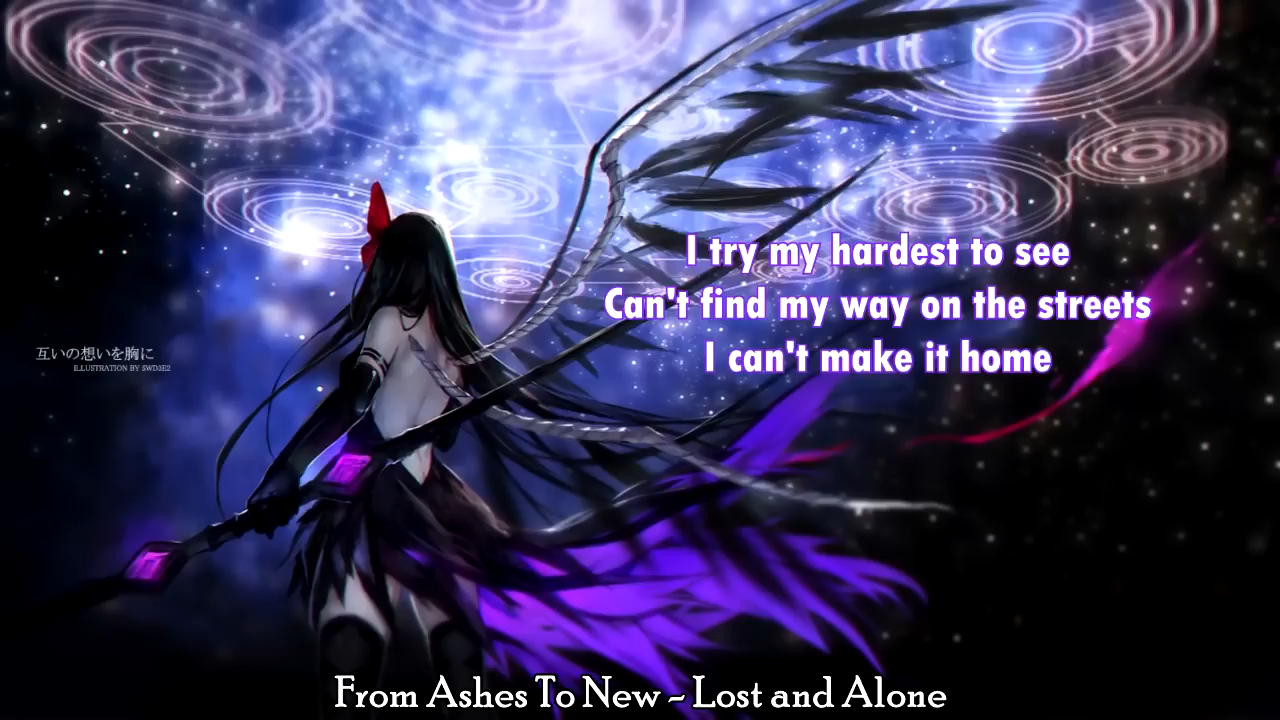 I try my hardest to see
Can't find my way on the streets
I can't make it home
互いの想いを胸に
ILLUSTRATION BY SWD3E2
From Ashes To New - Lost and Alone